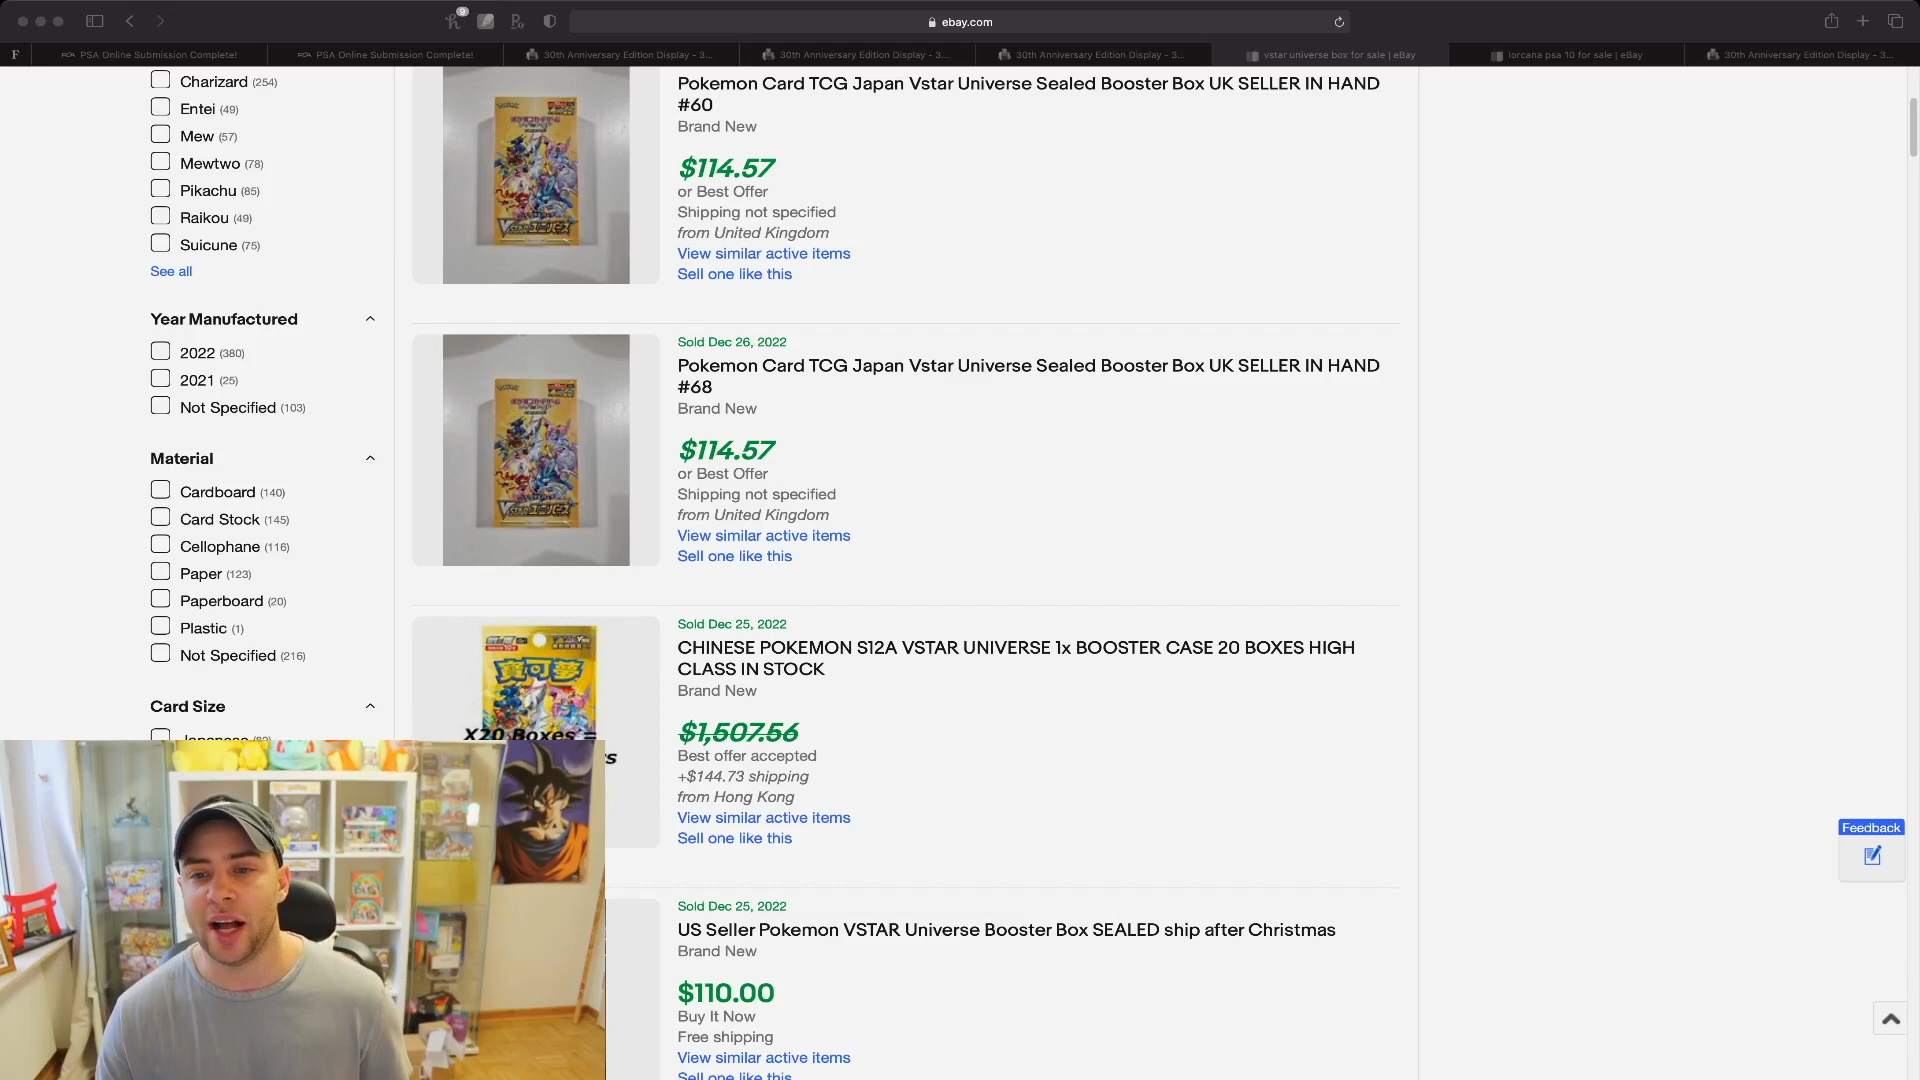 9
ebay.com
F
PSA Online Submission Complete!
PSA Online Submission Complete!
30th Anniversary Edition Display - 3...
30th Anniversary Edition Display - 3...
30th Anniversary Edition Display - 3...
vstar universe box for sale | eBay
lorcana psa 10 for sale | eBay
30th Anniversary Edition Display - 3...
Charizard (254)
Entei (49)
Mew (57)
Mewtwo (78)
Pikachu (85)
Raikou (49)
Suicune (75)
See all
Year Manufactured
2022 (380)
2021 (25)
Not Specified (103)
Material
Cardboard (140)
Card Stock (145)
Cellophane (116)
Paper (123)
Paperboard (20)
Plastic (1)
Not Specified (216)
Card Size
Pokemon Card TCG Japan Vstar Universe Sealed Booster Box UK SELLER IN HAND
#60
Brand New
$114.57
or Best Offer
Shipping not specified
from United Kingdom
View similar active items
Sell one like this
Sold Dec 26, 2022
Pokemon Card TCG Japan Vstar Universe Sealed Booster Box UK SELLER IN HAND
#68
Brand New
$114.57
or Best Offer
Shipping not specified
from United Kingdom
View similar active items
Sell one like this
寶可夢
X20 Boxes =
Sold Dec 25, 2022
CHINESE POKEMON S12A VSTAR UNIVERSE 1x BOOSTER CASE 20 BOXES HIGH
CLASS IN STOCK
Brand New
$1,507.56
Best offer accepted
+$144.73 shipping
from Hong Kong
View similar active items
Sell one like this
Sold Dec 25, 2022
US Seller Pokemon VSTAR Universe Booster Box SEALED ship after Christmas
Brand New
$110.00
Buy It Now
Free shipping
View similar active items
Sell one like this
Feedback